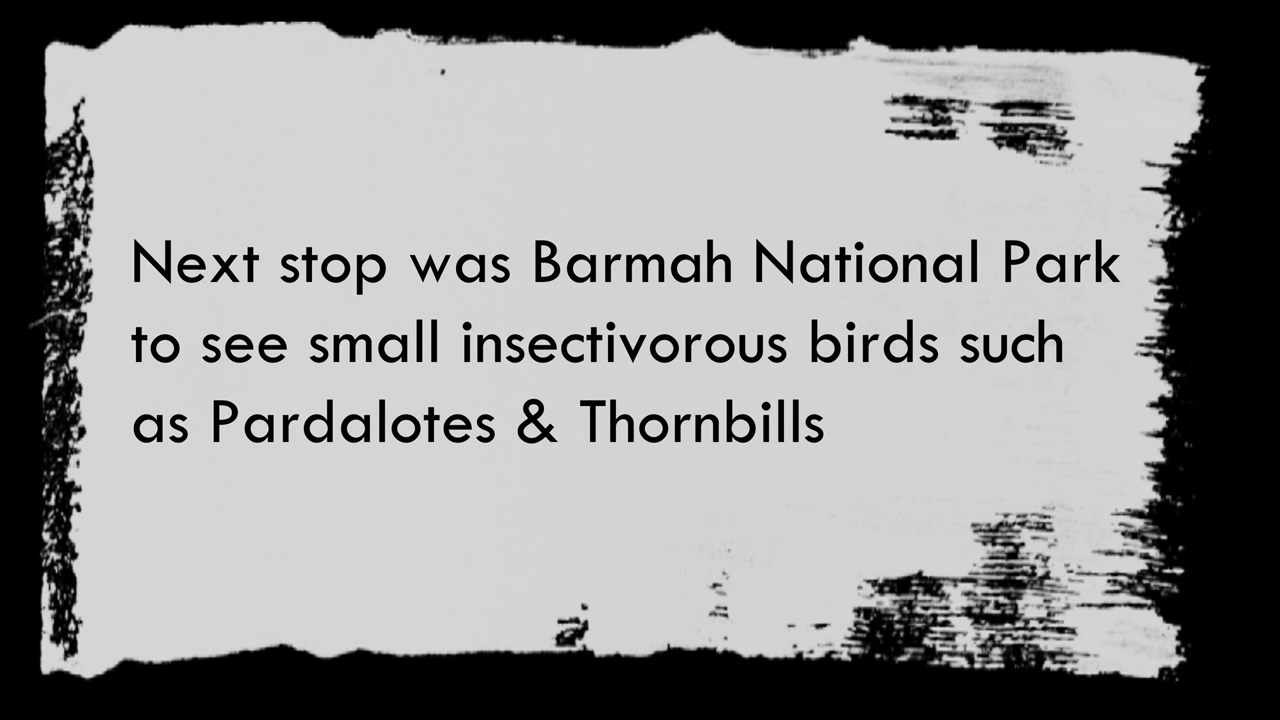 Next stop was Barmah National Park
to see small insectivorous birds such
as Pardalotes & Thornbills